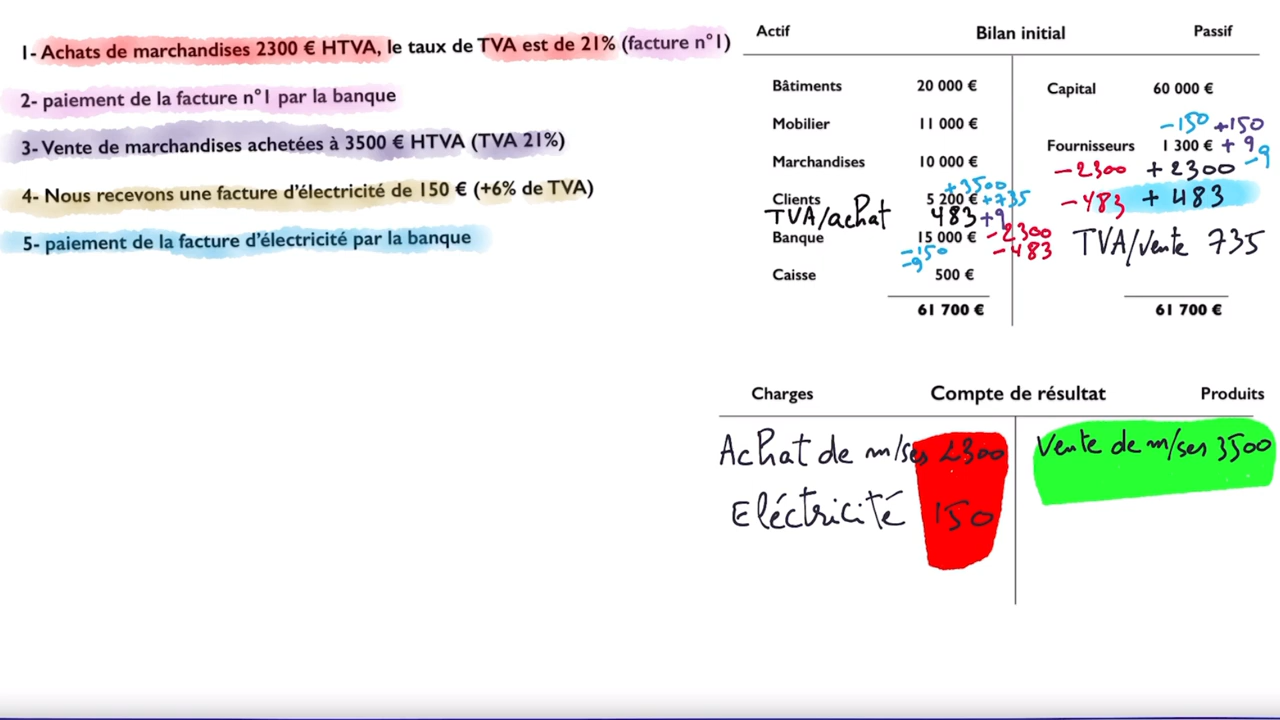 1- Achats de marchandises 2300 € HTVA, le taux de TVA est de 21% (facture n°1)
2- paiement de la facture n°1 par la banque
3- Vente de marchandises achetées à 3500 € HTVA (TVA 21%)
4- Nous recevons une facture d'électricité de 150 € (+6% de TVA)
5- paiement de la facture d'électricité par la banque
Actif Bilan initial Passif
Bâtiments 20 000 €
Mobilier 11 000 €
Marchandises 10 000 €
+3500
Clients 5 200 € +735
TVA/achat 483 +9
Banque 15 000 € -2300
-150 -483
-9
Caisse 500 €
61 700 €
Capital 60 000 €
-150 +150
Fournisseurs 1 300 € + 9 -9
-2300 + 2300
-483 + 483
TVA/vente 735
61 700 €
Charges Compte de résultat Produits
Achat de m/ses 2300
Eléctricité 150
Vente de m/ses 3500